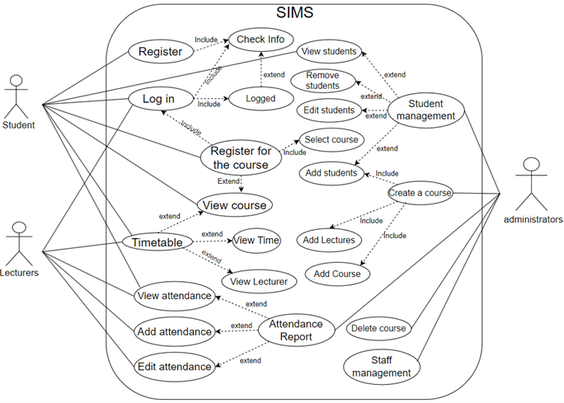 SIMS
Register
Include
Check Info
View students
Include
extend
extend
Remove
students
Student
Log in
Include
Logged
extend
Edit students
extend
Student
management
Include
Select course
Include
Register for
the course
extend
Add students
Include
Create a course
Extend
View course
extend
administrators
Include
Include
Lecturers
Timetable
extend
View Time
Add Lectures
extend
View Lecturer
Add Course
View attendance
extend
Add attendance
extend
Attendance
Report
Delete course
Edit attendance
extend
Staff
management